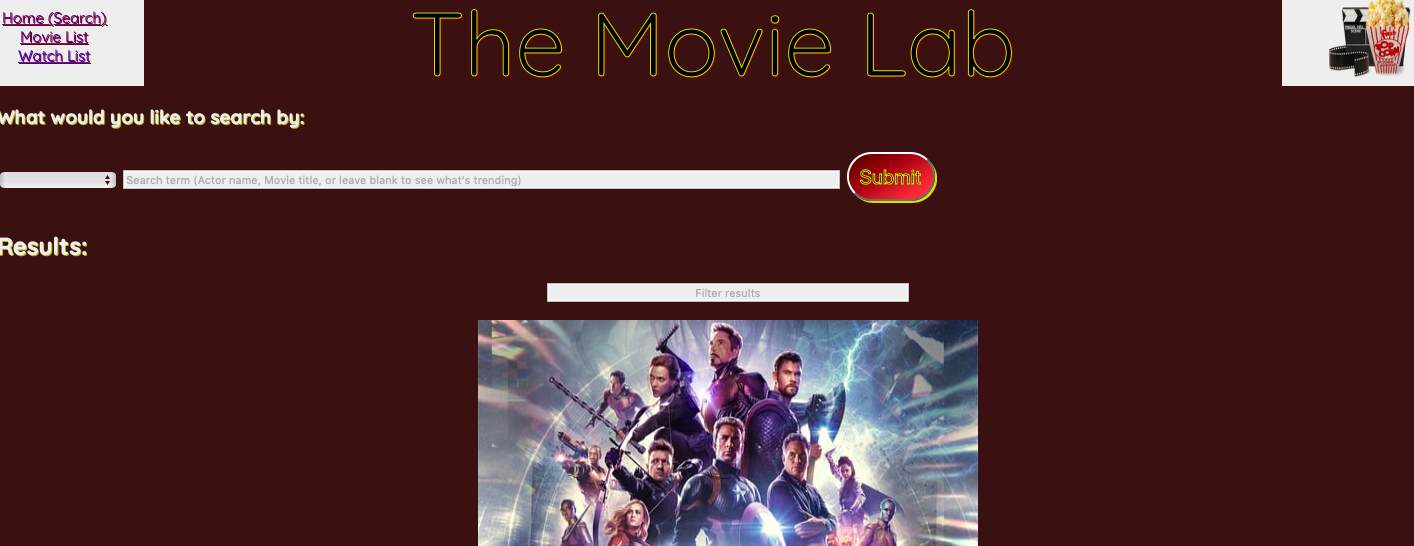 Home (Search)
Movie List
Watch List
The Movie Lab
What would you like to search by:
Search term (Actor name, Movie title, or leave blank to see what's trending)
Submit
Results:
Filter results